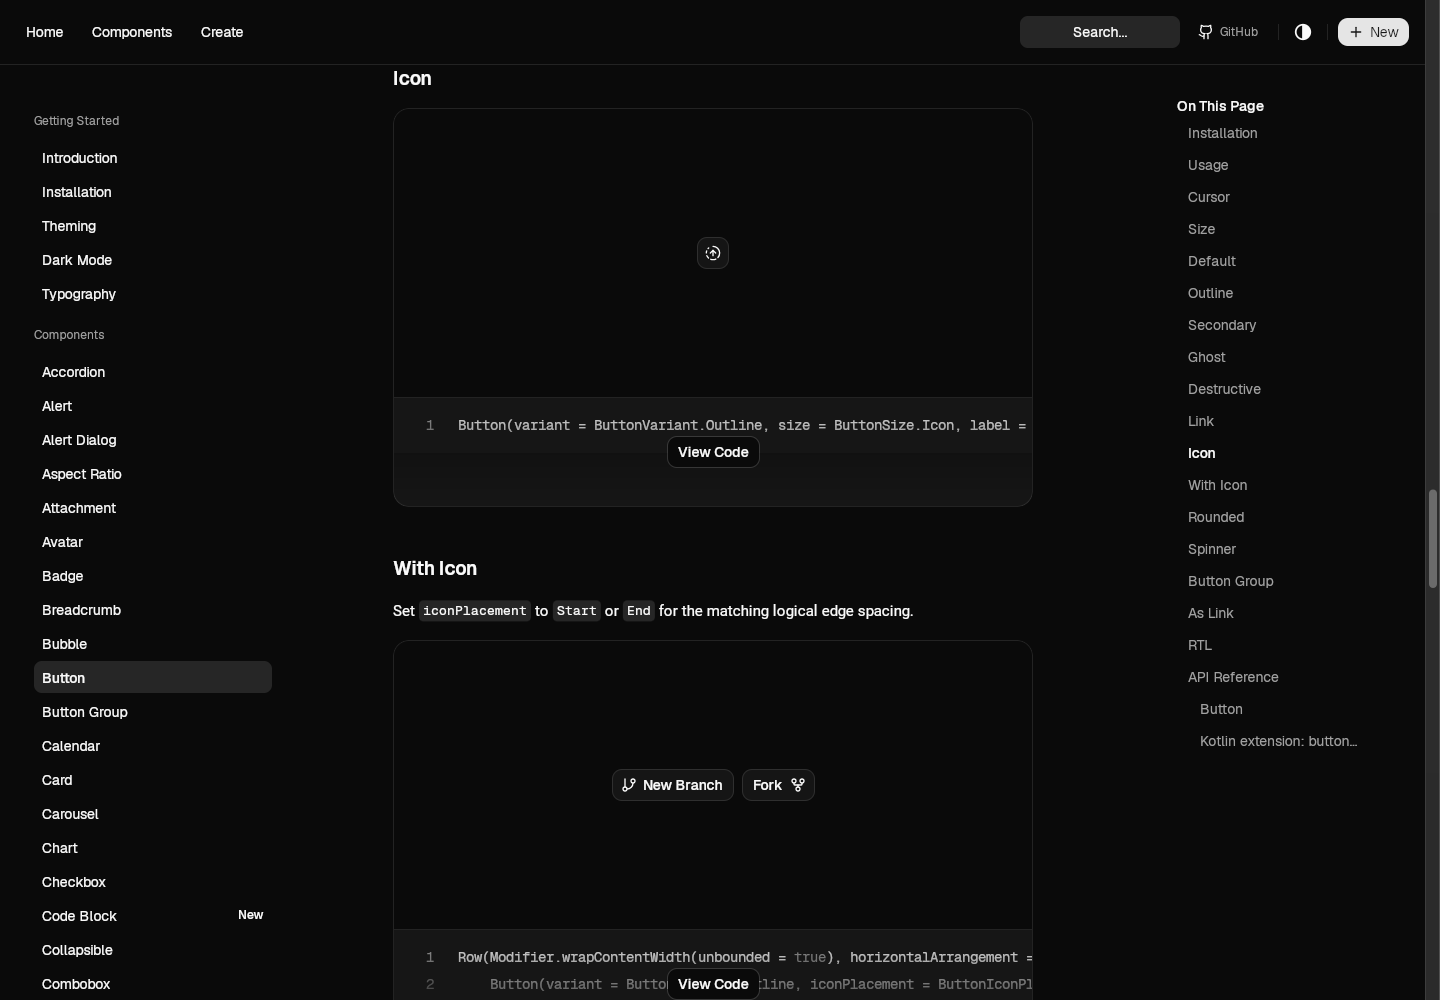 Home
Components
Create
Search...
GitHub
New
Getting Started
Introduction
Installation
Theming
Dark Mode
Typography
Components
Accordion
Alert
Alert Dialog
Aspect Ratio
Attachment
Avatar
Badge
Breadcrumb
Bubble
Button
Button Group
Calendar
Card
Carousel
Chart
Checkbox
Code Block New
Collapsible
Combobox
Icon
1 Button(variant = ButtonVariant.Outline, size = ButtonSize.Icon, label =
View Code
With Icon
Set iconPlacement to Start or End for the matching logical edge spacing.
New Branch
Fork
1 Row(Modifier.wrapContentWidth(unbounded = true), horizontalArrangement =
2 Button(variant = Butto tline, iconPlacement = ButtonIconPl
View Code
On This Page
Installation
Usage
Cursor
Size
Default
Outline
Secondary
Ghost
Destructive
Link
Icon
With Icon
Rounded
Spinner
Button Group
As Link
RTL
API Reference
Button
Kotlin extension: button...